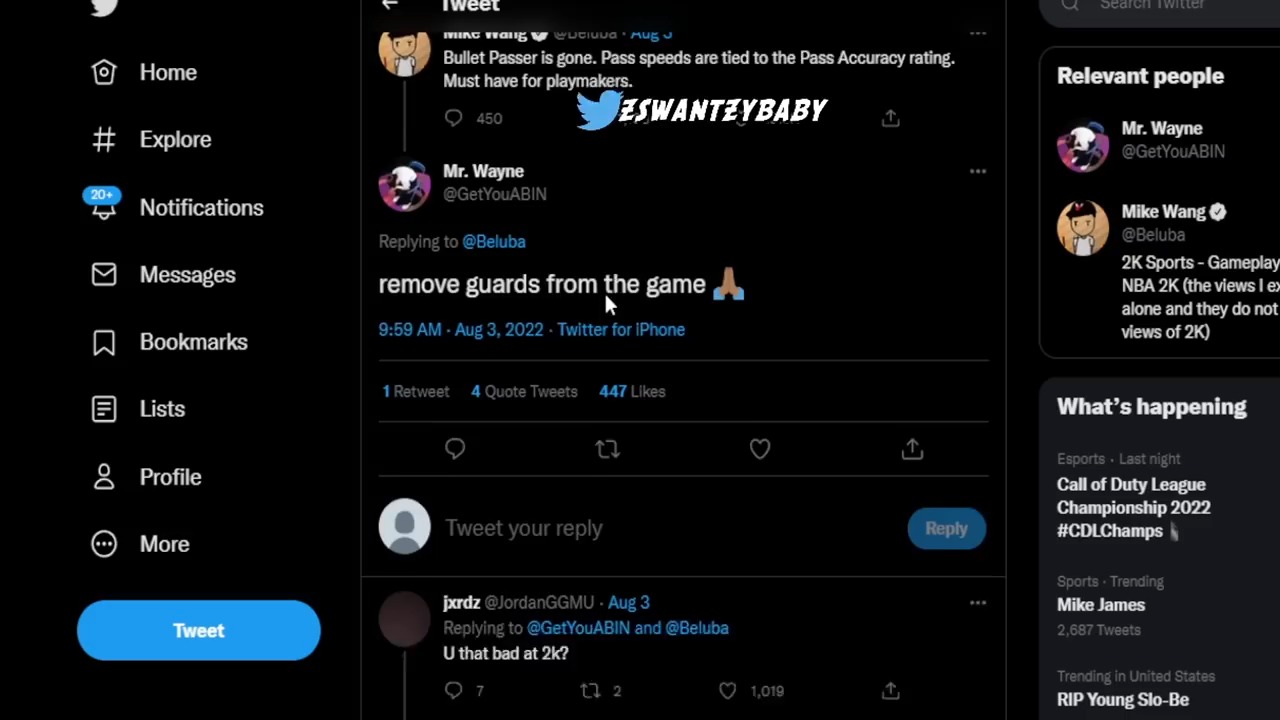 Tweet
Search Twitter
Mike Wang @Beluba · Aug 3
Bullet Passer is gone. Pass speeds are tied to the Pass Accuracy rating.
Must have for playmakers.
450
ZSWANTZYBABY
Home
Explore
20+
Notifications
Messages
Bookmarks
Lists
Profile
More
Tweet
Mr. Wayne
@GetYouABIN
Replying to @Beluba
remove guards from the game 🙏🏽
9:59 AM · Aug 3, 2022 · Twitter for iPhone
1 Retweet 4 Quote Tweets 447 Likes
Tweet your reply
Reply
jxrdz @JordanGGMU · Aug 3
Replying to @GetYouABIN and @Beluba
U that bad at 2k?
7 2 1,019
Relevant people
Mr. Wayne
@GetYouABIN
Mike Wang
@Beluba
2K Sports - Gameplay
NBA 2K (the views I ex
alone and they do not
views of 2K)
What's happening
Esports · Last night
Call of Duty League
Championship 2022
#CDLChamps
Sports · Trending
Mike James
2,687 Tweets
Trending in United States
RIP Young Slo-Be